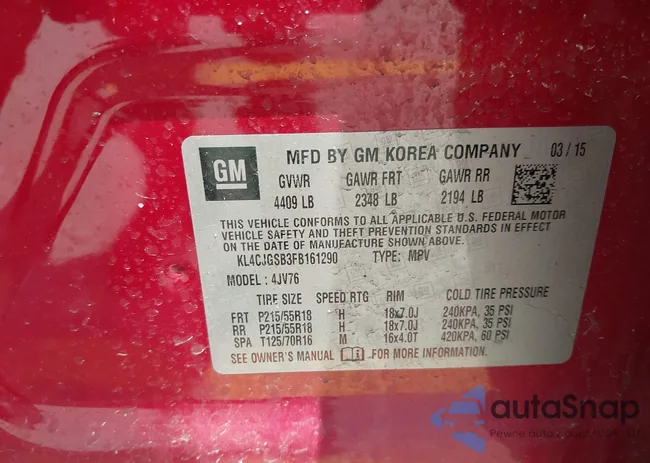 GM
MFD BY GM KOREA COMPANY 03/15
GVWR GAWR FRT GAWR RR
4409 LB 2348 LB 2194 LB
THIS VEHICLE CONFORMS TO ALL APPLICABLE U.S. FEDERAL MOTOR
VEHICLE SAFETY AND THEFT PREVENTION STANDARDS IN EFFECT
ON THE DATE OF MANUFACTURE SHOWN ABOVE.
KL4CJGSB3FB161290 TYPE: MPV
MODEL: 4JV76
TIRE SIZE SPEED RTG RIM COLD TIRE PRESSURE
FRT P215/55R18 H 18x7.0J 240KPA, 35 PSI
RR P215/55R18 H 18x7.0J 240KPA, 35 PSI
SPA T125/70R16 M 16x4.0T 420KPA, 60 PSI
SEE OWNER'S MANUAL FOR MORE INFORMATION.
autaSnap
Pewne auta z aukcji